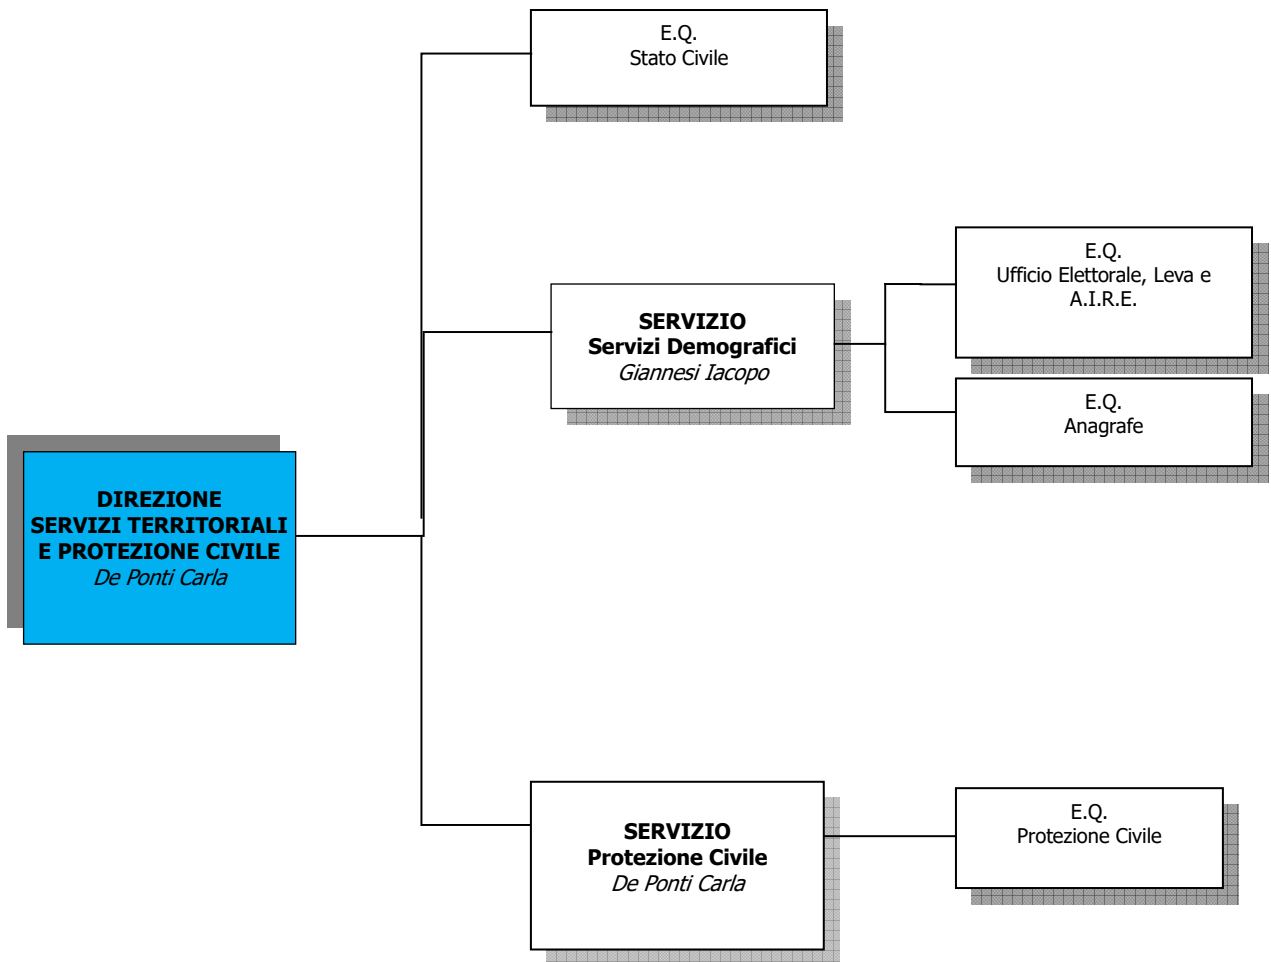 E.Q.
Stato Civile
E.Q.
Ufficio Elettorale, Leva e
A.I.R.E.
SERVIZIO
Servizi Demografici
Giannesi Iacopo
E.Q.
Anagrafe
DIREZIONE
SERVIZI TERRITORIALI
E PROTEZIONE CIVILE
De Ponti Carla
SERVIZIO
Protezione Civile
De Ponti Carla
E.Q.
Protezione Civile